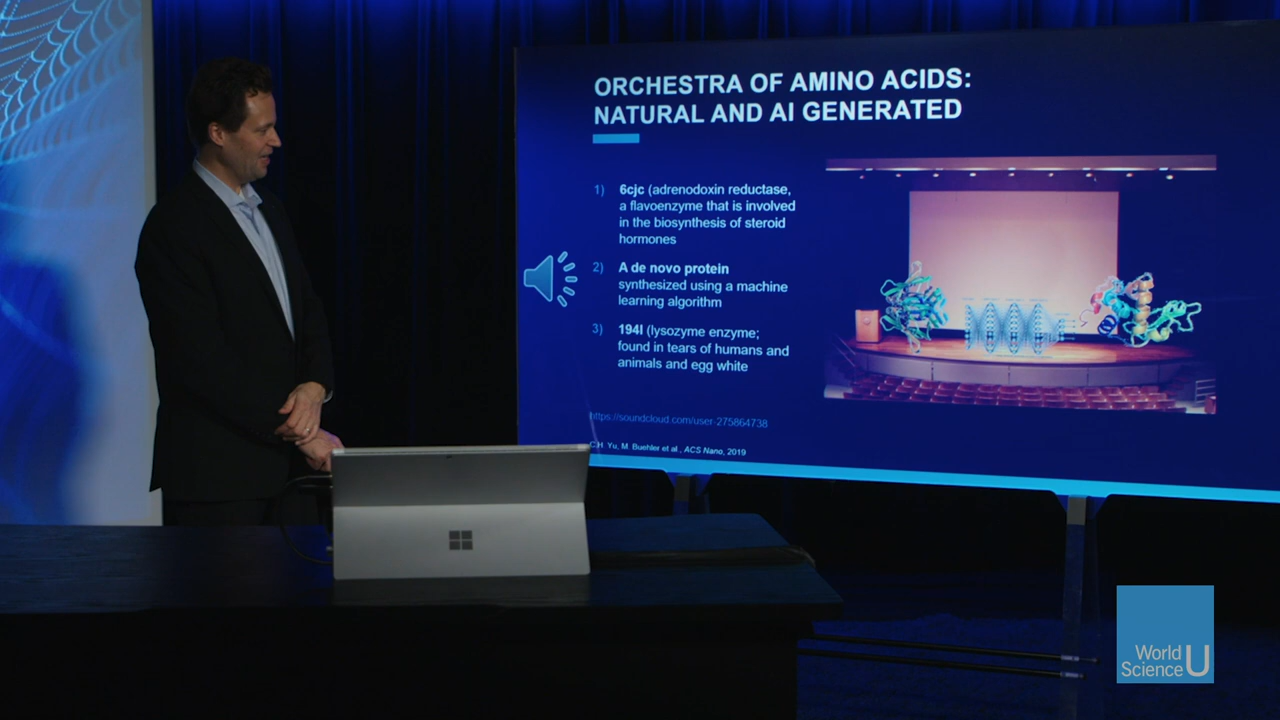 ORCHESTRA OF AMINO ACIDS:
NATURAL AND AI GENERATED
1) 6cjc (adrenodoxin reductase,
a flavoenzyme that is involved
in the biosynthesis of steroid
hormones
2) A de novo protein
synthesized using a machine
learning algorithm
3) 194l (lysozyme enzyme;
found in tears of humans and
animals and egg white
https://soundcloud.com/user-275864738
C.H. Yu, M. Buehler et al., ACS Nano, 2019
World
Science U